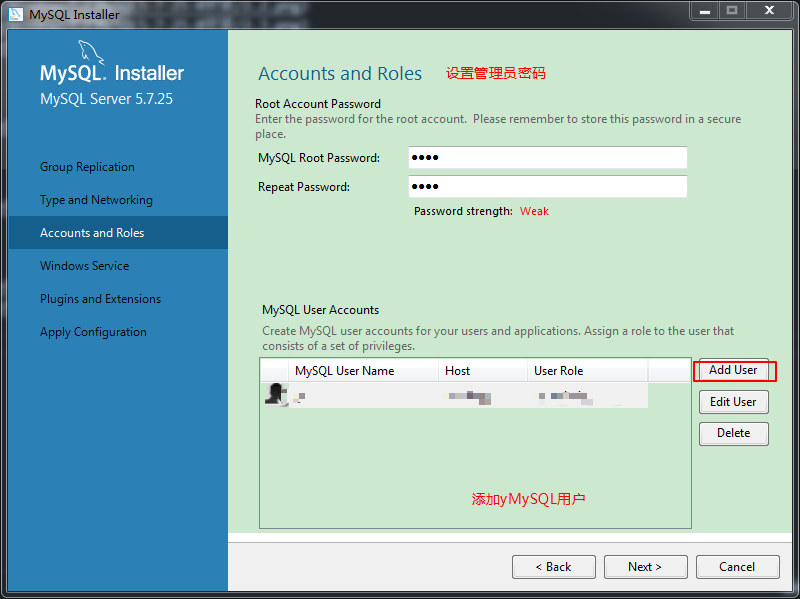 MySQL Installer
MySQL. Installer
MySQL Server 5.7.25
Group Replication
Type and Networking
Accounts and Roles
Windows Service
Plugins and Extensions
Apply Configuration
Accounts and Roles 设置管理员密码
Root Account Password
Enter the password for the root account. Please remember to store this password in a secure
place.
MySQL Root Password: ●●●●
Repeat Password: ●●●●
Password strength: Weak
MySQL User Accounts
Create MySQL user accounts for your users and applications. Assign a role to the user that
consists of a set of privileges.
MySQL User Name Host User Role
Add User
Edit User
Delete
添加yMySQL用户
< Back Next > Cancel